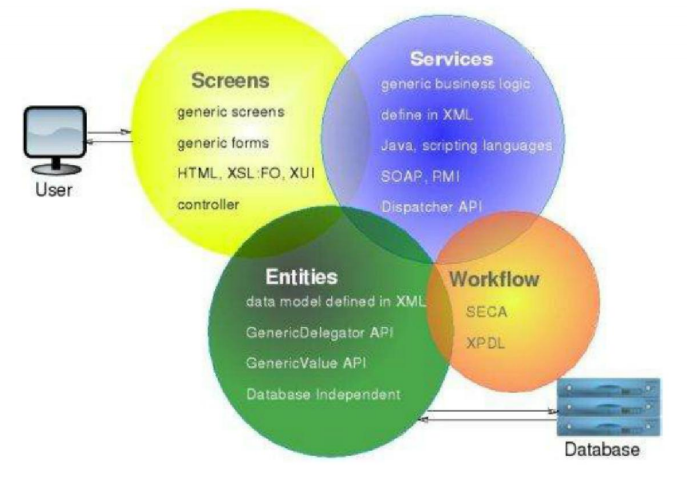 Screens
generic screens
generic forms
HTML, XSL:FO, XUI
controller
Services
generic business logic
define in XML
Java, scripting languages
SOAP, RMI
Dispatcher API
User
Entities
data model defined in XML
GenericDelegator API
GenericValue API
Database Independent
Workflow
SECA
XPDL
Database